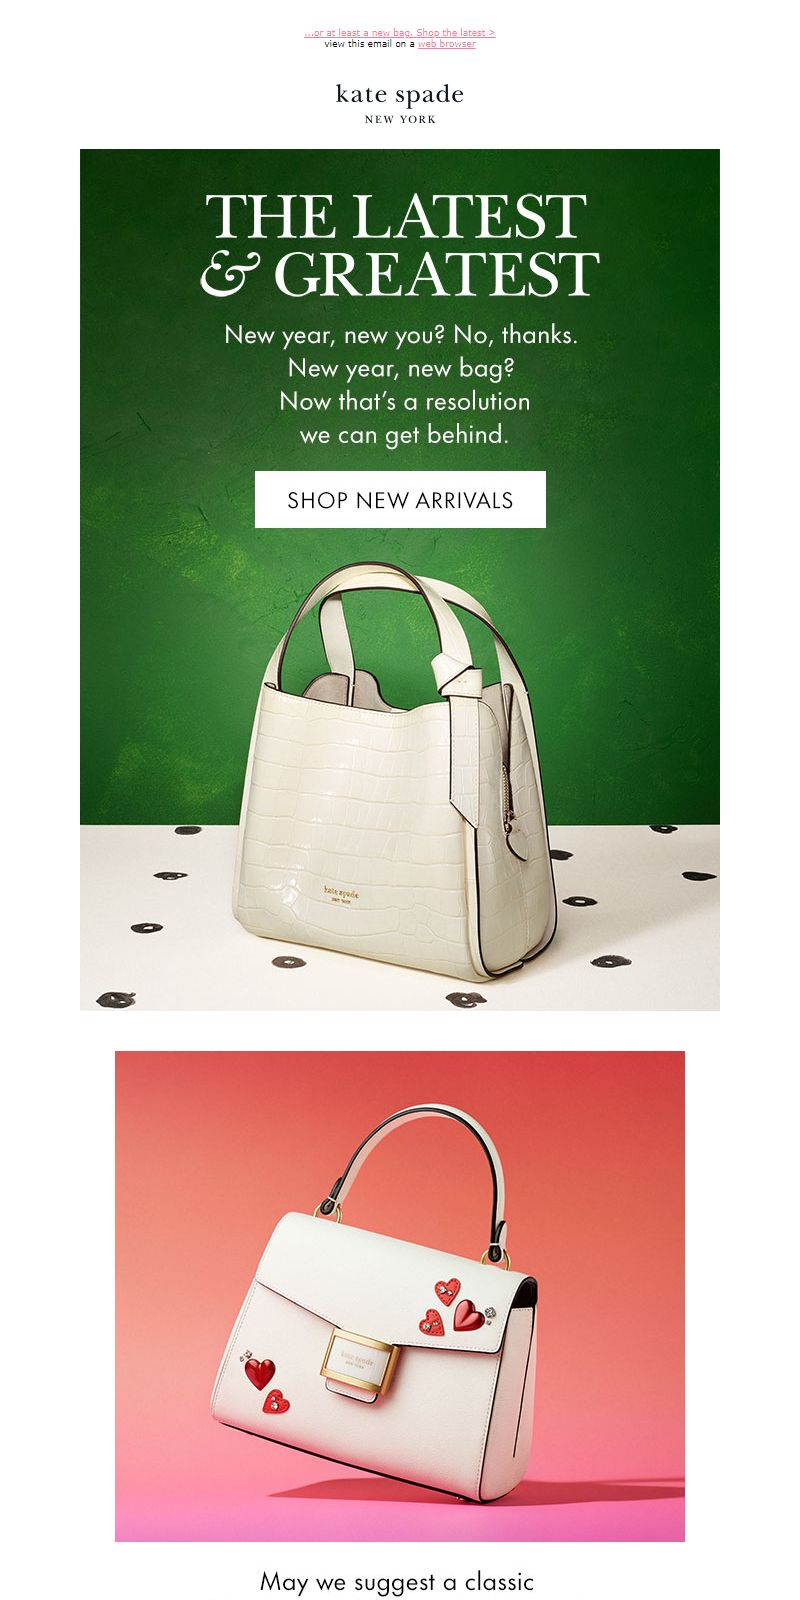 ...or at least a new bag. Shop the latest >
view this email on a web browser
kate spade
NEW YORK
THE LATEST
& GREATEST
New year, new you? No, thanks.
New year, new bag?
Now that's a resolution
we can get behind.
SHOP NEW ARRIVALS
kate spade
NEW YORK
kate spade
NEW YORK
May we suggest a classic